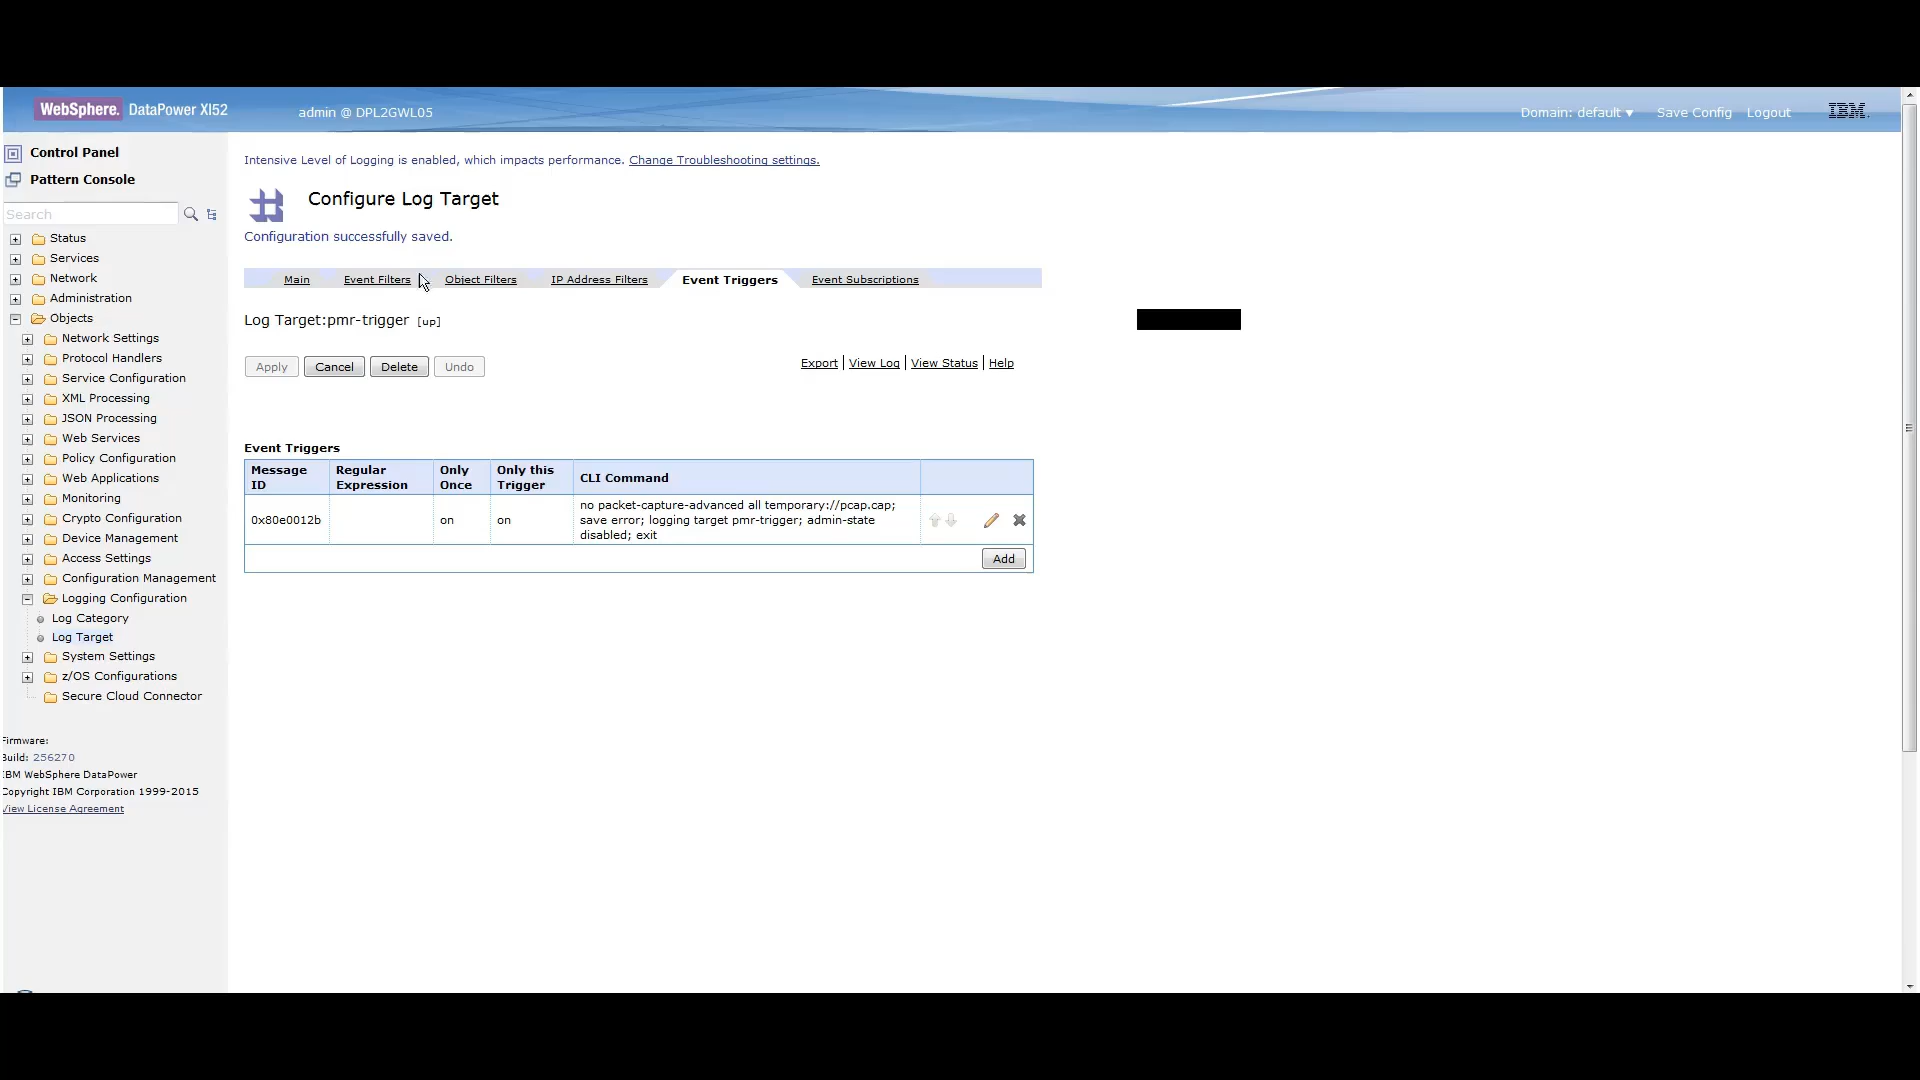 WebSphere. DataPower XI52
admin @ DPL2GWL05
Domain: default ▾ Save Config Logout IBM.
Control Panel
Pattern Console
Search
Status
Services
Network
Administration
Objects
Network Settings
Protocol Handlers
Service Configuration
XML Processing
JSON Processing
Web Services
Policy Configuration
Web Applications
Monitoring
Crypto Configuration
Device Management
Access Settings
Configuration Management
Logging Configuration
Log Category
Log Target
System Settings
z/OS Configurations
Secure Cloud Connector
Firmware:
Build: 256270
IBM WebSphere DataPower
Copyright IBM Corporation 1999-2015
View License Agreement
Intensive Level of Logging is enabled, which impacts performance. Change Troubleshooting settings.
Configure Log Target
Configuration successfully saved.
Main Event Filters Object Filters IP Address Filters Event Triggers Event Subscriptions
Log Target:pmr-trigger [up]
Apply Cancel Delete Undo
Export | View Log | View Status | Help
Event Triggers
Message ID
Regular Expression
Only Once
Only this Trigger
CLI Command
0x80e0012b
on
on
no packet-capture-advanced all temporary://pcap.cap;
save error; logging target pmr-trigger; admin-state
disabled; exit
Add